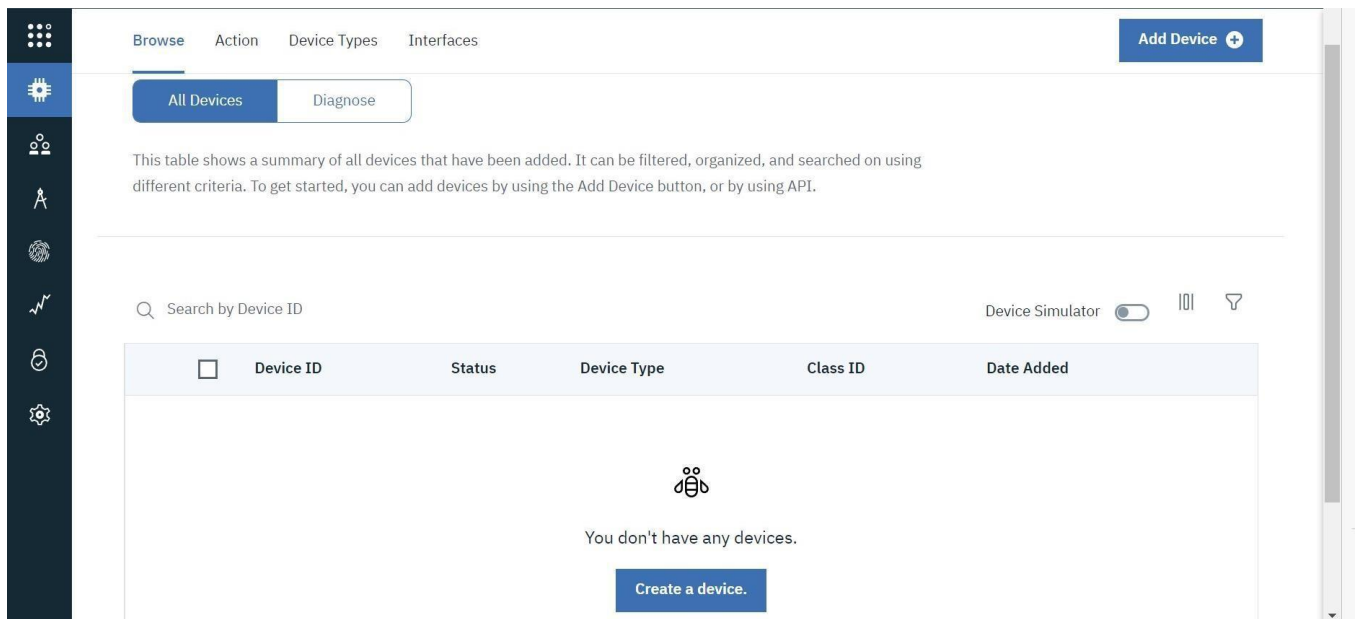 Browse Action Device Types Interfaces Add Device
All Devices Diagnose
This table shows a summary of all devices that have been added. It can be filtered, organized, and searched on using
different criteria. To get started, you can add devices by using the Add Device button, or by using API.
Search by Device ID Device Simulator
Device ID Status Device Type Class ID Date Added
You don't have any devices.
Create a device.